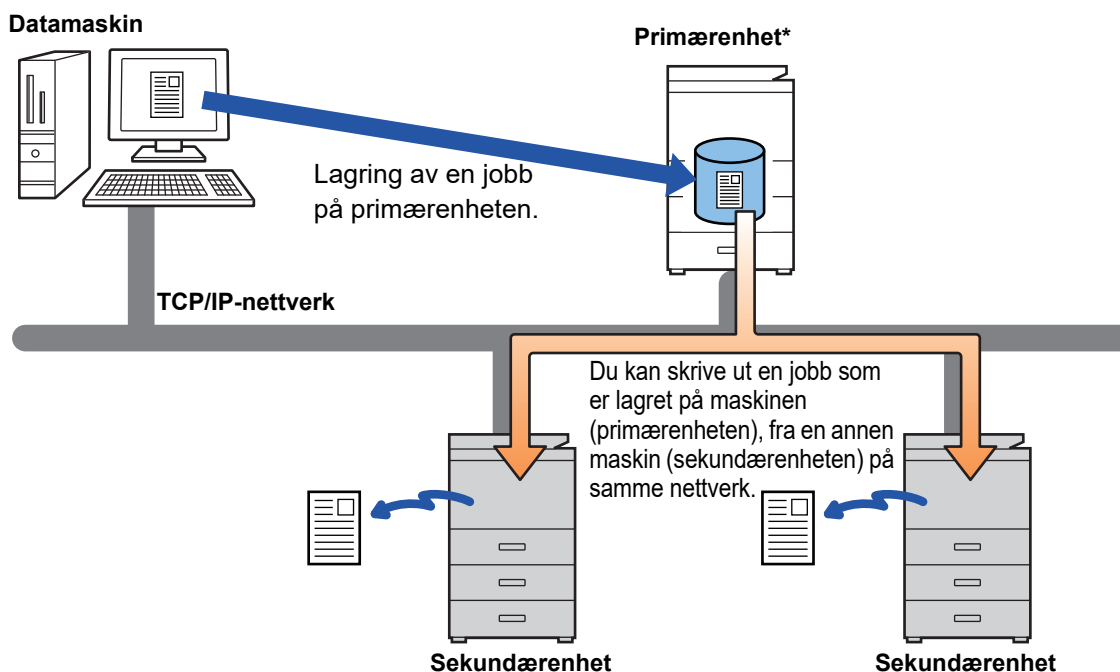 Datamaskin
Primærenhet*
Lagring av en jobb
på primærenheten.
TCP/IP-nettverk
Du kan skrive ut en jobb som
er lagret på maskinen
(primærenheten), fra en annen
maskin (sekundærenheten) på
samme nettverk.
Sekundærenhet
Sekundærenhet